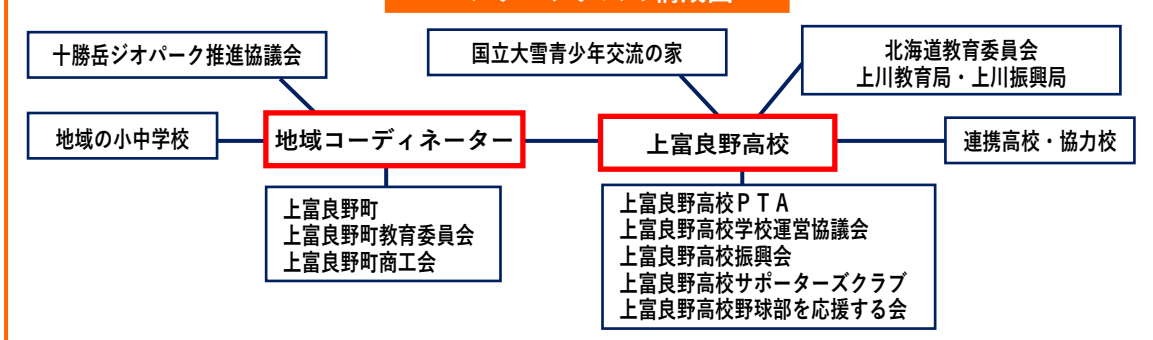 十勝岳ジオパーク推進協議会
国立大雪青少年交流の家
北海道教育委員会
上川教育局・上川振興局
地域の小中学校
地域コーディネーター
上富良野高校
連携高校・協力校
上富良野町
上富良野町教育委員会
上富良野町商工会
上富良野高校ＰＴＡ
上富良野高校学校運営協議会
上富良野高校振興会
上富良野高校サポーターズクラブ
上富良野高校野球部を応援する会